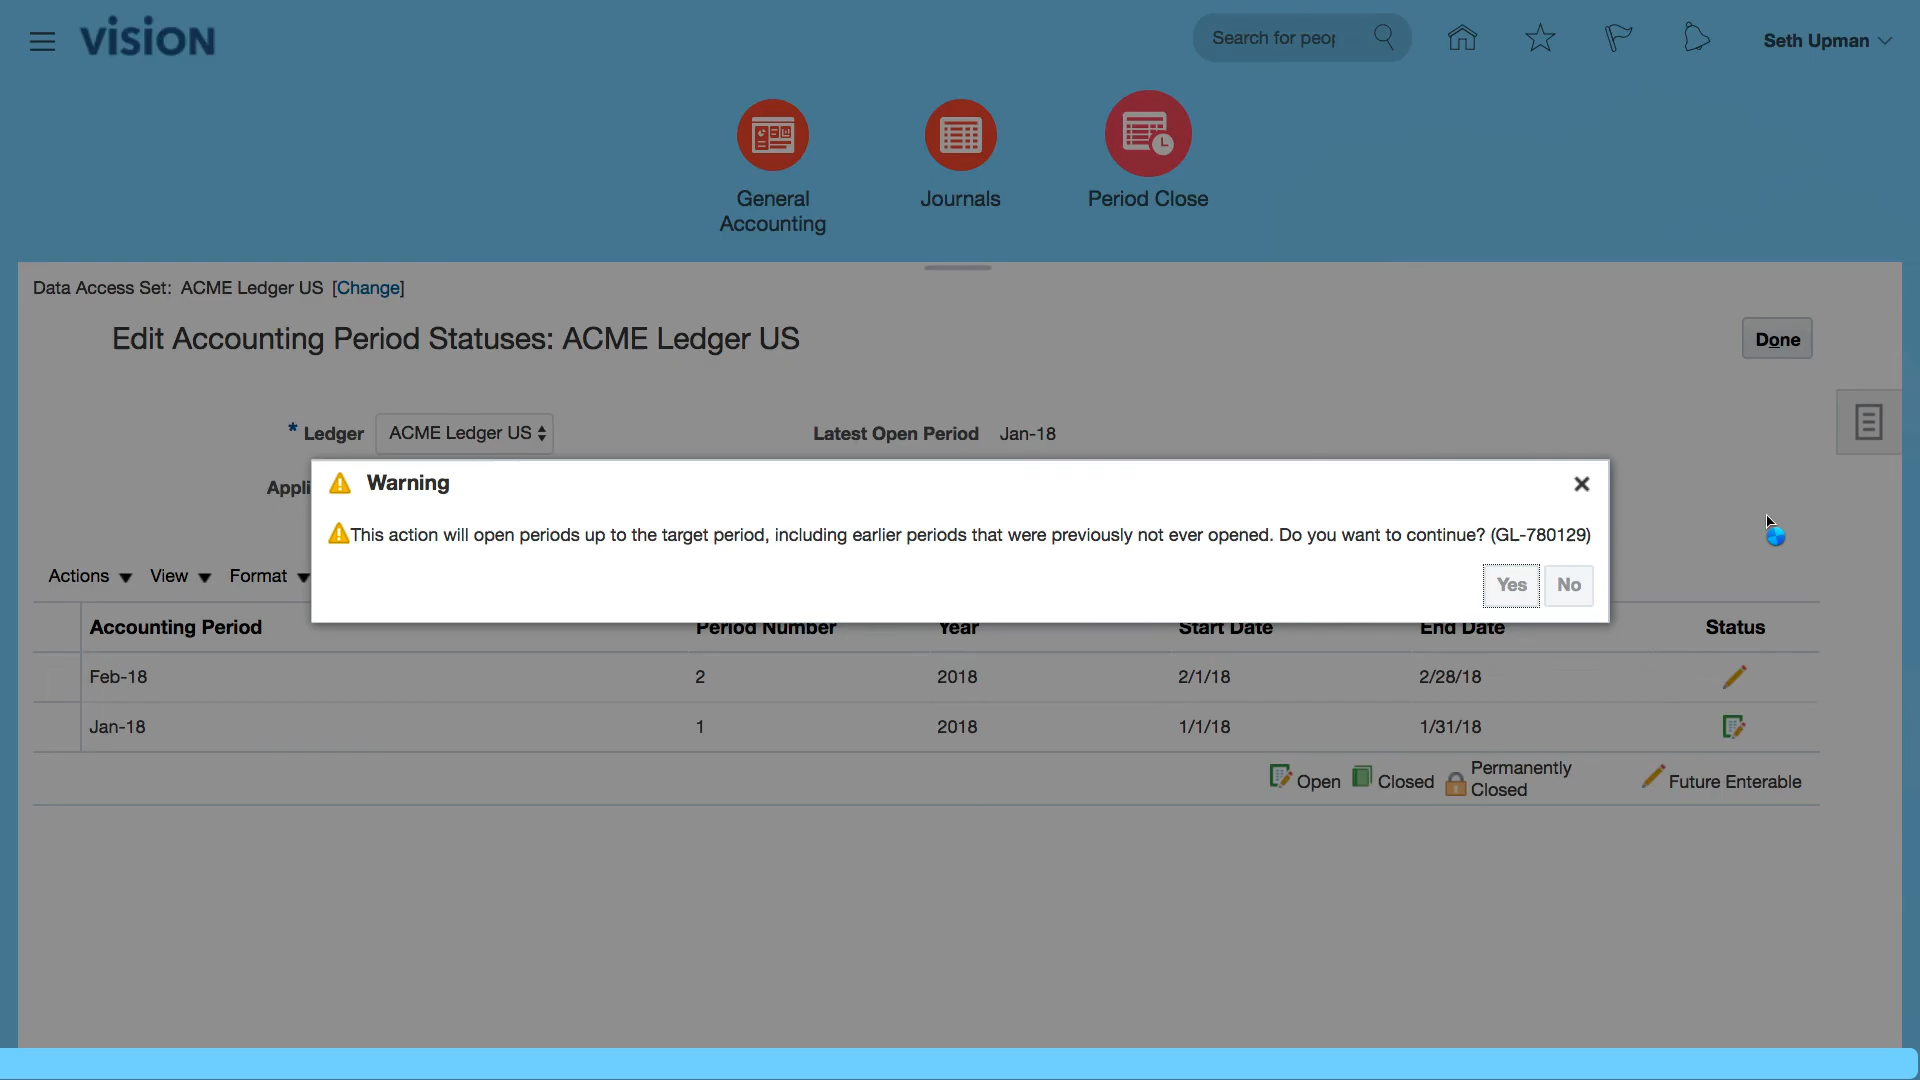 vision
Search for peop
Seth Upman
General
Accounting
Journals
Period Close
Data Access Set: ACME Ledger US [Change]
Edit Accounting Period Statuses: ACME Ledger US
Done
* Ledger ACME Ledger US Latest Open Period Jan-18
Appli
Warning
This action will open periods up to the target period, including earlier periods that were previously not ever opened. Do you want to continue? (GL-780129)
Yes No
Actions View Format
Accounting Period Period Number Year Start Date End Date Status
Feb-18 2 2018 2/1/18 2/28/18
Jan-18 1 2018 1/1/18 1/31/18
Open Closed Permanently
Closed Future Enterable